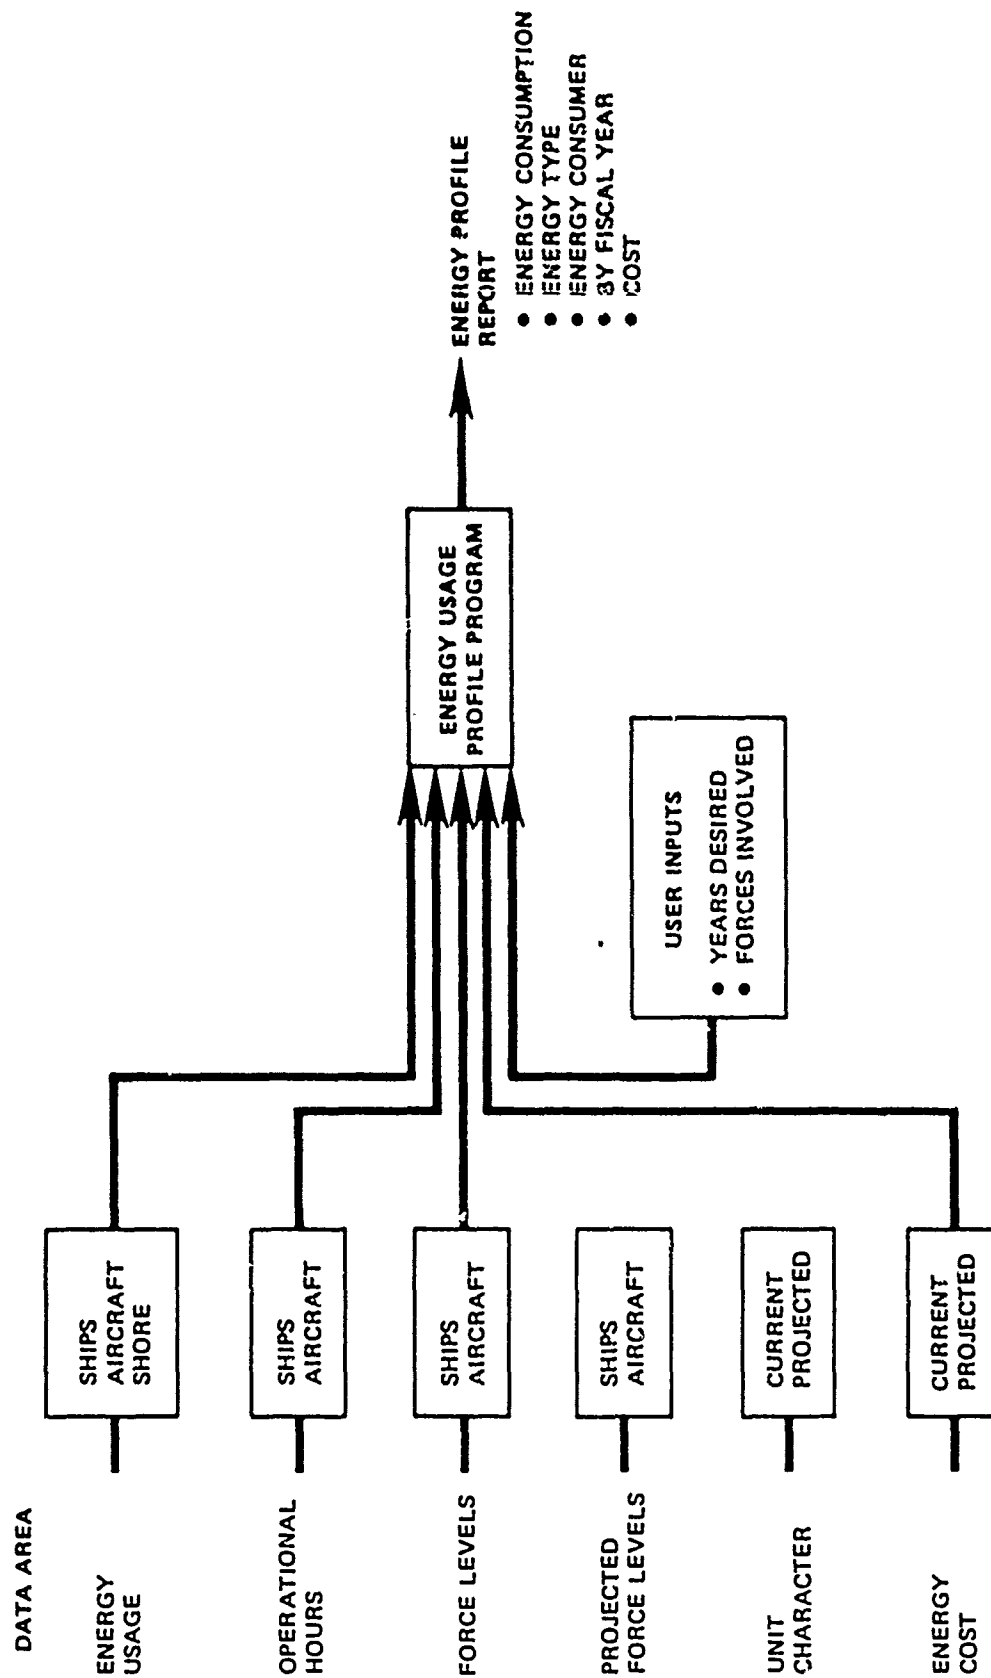 DATA AREA
ENERGY
USAGE
SHIPS
AIRCRAFT
SHORE
OPERATIONAL
HOURS
SHIPS
AIRCRAFT
FORCE LEVELS
SHIPS
AIRCRAFT
PROJECTED
FORCE LEVELS
SHIPS
AIRCRAFT
UNIT
CHARACTER
CURRENT
PROJECTED
ENERGY
COST
CURRENT
PROJECTED
USER INPUTS
• YEARS DESIRED
• FORCES INVOLVED
ENERGY USAGE
PROFILE PROGRAM
ENERGY PROFILE
REPORT
• ENERGY CONSUMPTION
• ENERGY TYPE
• ENERGY CONSUMER
• BY FISCAL YEAR
• COST